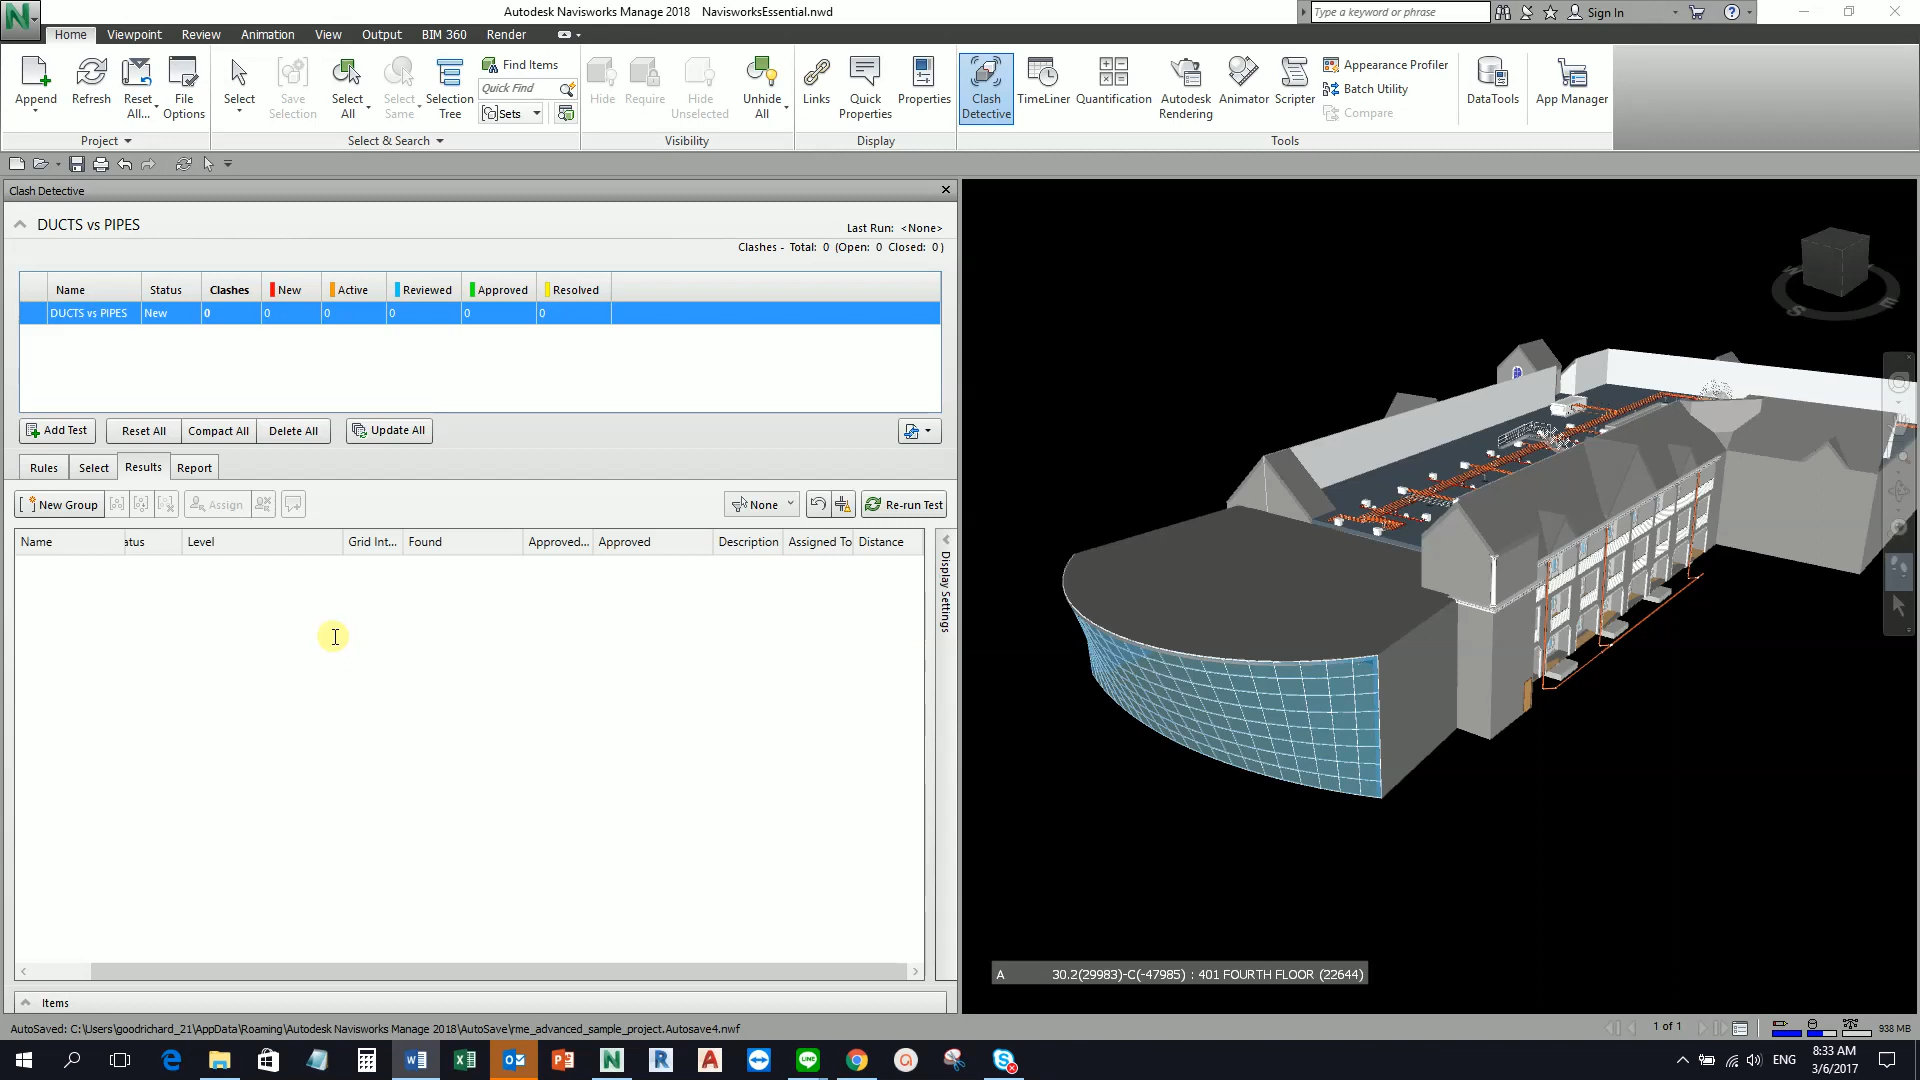 Autodesk Navisworks Manage 2018 NavisworksEssential.nwd
Type a keyword or phrase
Sign In
Home Viewpoint Review Animation View Output BIM 360 Render
Append
Refresh
Reset All...
File Options
Select
Save Selection
Select All
Select Same
Selection Tree
Find Items
Quick Find
Sets
Hide
Require
Hide Unselected
Unhide All
Links
Quick Properties
Properties
Clash Detective
TimeLiner
Quantification
Autodesk Rendering
Animator
Scripter
Appearance Profiler
Batch Utility
Compare
DataTools
App Manager
Project
Select & Search
Visibility
Display
Tools
Clash Detective
DUCTS vs PIPES
Last Run: <None>
Clashes - Total: 0 (Open: 0 Closed: 0 )
Name Status Clashes New Active Reviewed Approved Resolved
DUCTS vs PIPES New 0 0 0 0 0 0
Add Test Reset All Compact All Delete All Update All
Rules Select Results Report
New Group Assign None Re-run Test
Name atus Level Grid Int... Found Approved... Approved Description Assigned To Distance
Display Settings
Items
S E
A 30.2(29983)-C(-47985) : 401 FOURTH FLOOR (22644)
AutoSaved: C:\Users\goodrichard_21\AppData\Roaming\Autodesk Navisworks Manage 2018\AutoSave\rme_advanced_sample_project.Autosave4.nwf
1 of 1
938 MB
ENG
8:33 AM
3/6/2017